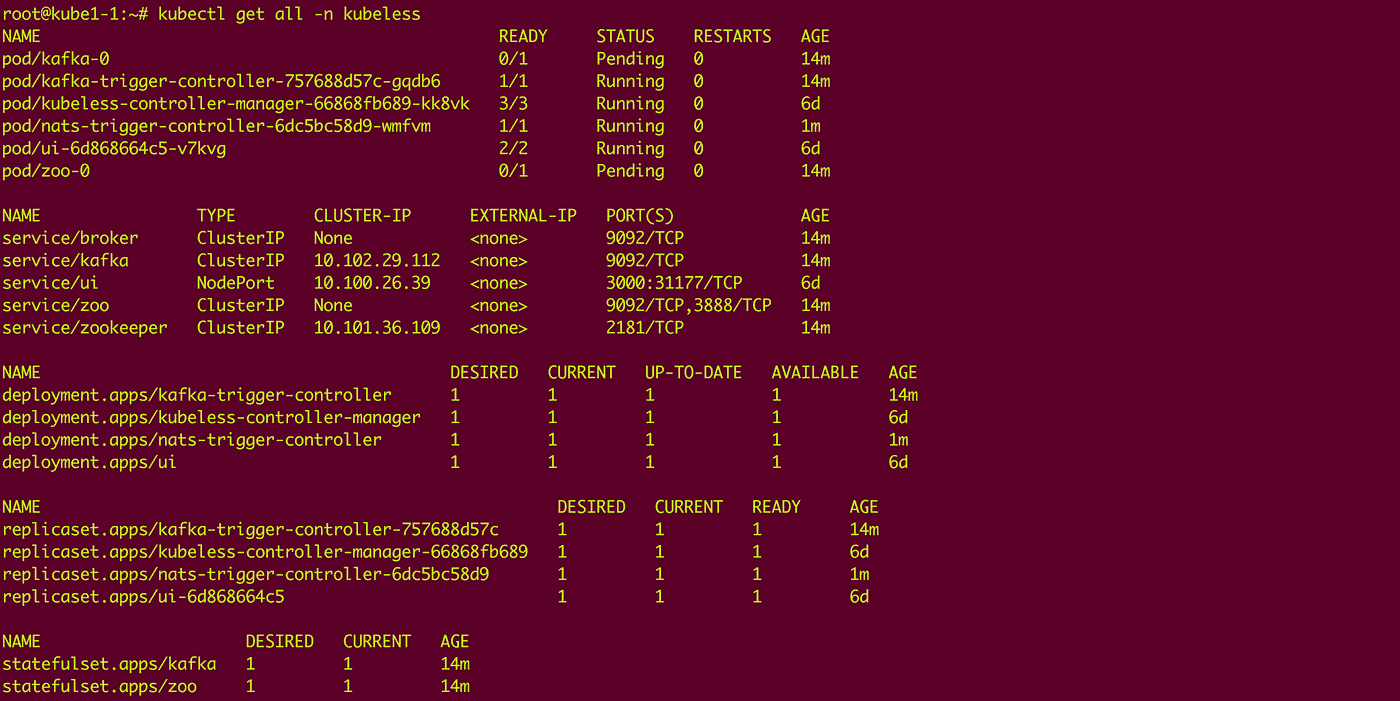 root@kube1-1:~# kubectl get all -n kubeless
NAME READY STATUS RESTARTS AGE
pod/kafka-0 0/1 Pending 0 14m
pod/kafka-trigger-controller-757688d57c-gqdb6 1/1 Running 0 14m
pod/kubeless-controller-manager-66868fb689-kk8vk 3/3 Running 0 6d
pod/nats-trigger-controller-6dc5bc58d9-wmfvm 1/1 Running 0 1m
pod/ui-6d868664c5-v7kvg 2/2 Running 0 6d
pod/zoo-0 0/1 Pending 0 14m
NAME TYPE CLUSTER-IP EXTERNAL-IP PORT(S) AGE
service/broker ClusterIP None <none> 9092/TCP 14m
service/kafka ClusterIP 10.102.29.112 <none> 9092/TCP 14m
service/ui NodePort 10.100.26.39 <none> 3000:31177/TCP 6d
service/zoo ClusterIP None <none> 9092/TCP,3888/TCP 14m
service/zookeeper ClusterIP 10.101.36.109 <none> 2181/TCP 14m
NAME DESIRED CURRENT UP-TO-DATE AVAILABLE AGE
deployment.apps/kafka-trigger-controller 1 1 1 1 14m
deployment.apps/kubeless-controller-manager 1 1 1 1 6d
deployment.apps/nats-trigger-controller 1 1 1 1 1m
deployment.apps/ui 1 1 1 1 6d
NAME DESIRED CURRENT READY AGE
replicaset.apps/kafka-trigger-controller-757688d57c 1 1 1 14m
replicaset.apps/kubeless-controller-manager-66868fb689 1 1 1 6d
replicaset.apps/nats-trigger-controller-6dc5bc58d9 1 1 1 1m
replicaset.apps/ui-6d868664c5 1 1 1 6d
NAME DESIRED CURRENT AGE
statefulset.apps/kafka 1 1 14m
statefulset.apps/zoo 1 1 14m